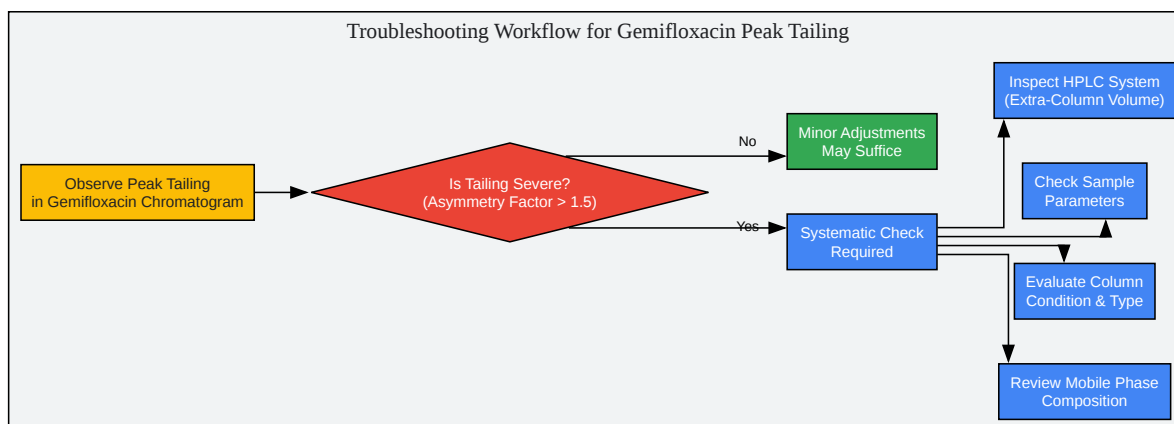 Troubleshooting Workflow for Gemifloxacin Peak Tailing
Observe Peak Tailing
in Gemifloxacin Chromatogram
Is Tailing Severe?
(Asymmetry Factor > 1.5)
No
Minor Adjustments
May Suffice
Yes
Systematic Check
Required
Inspect HPLC System
(Extra-Column Volume)
Check Sample
Parameters
Evaluate Column
Condition & Type
Review Mobile Phase
Composition